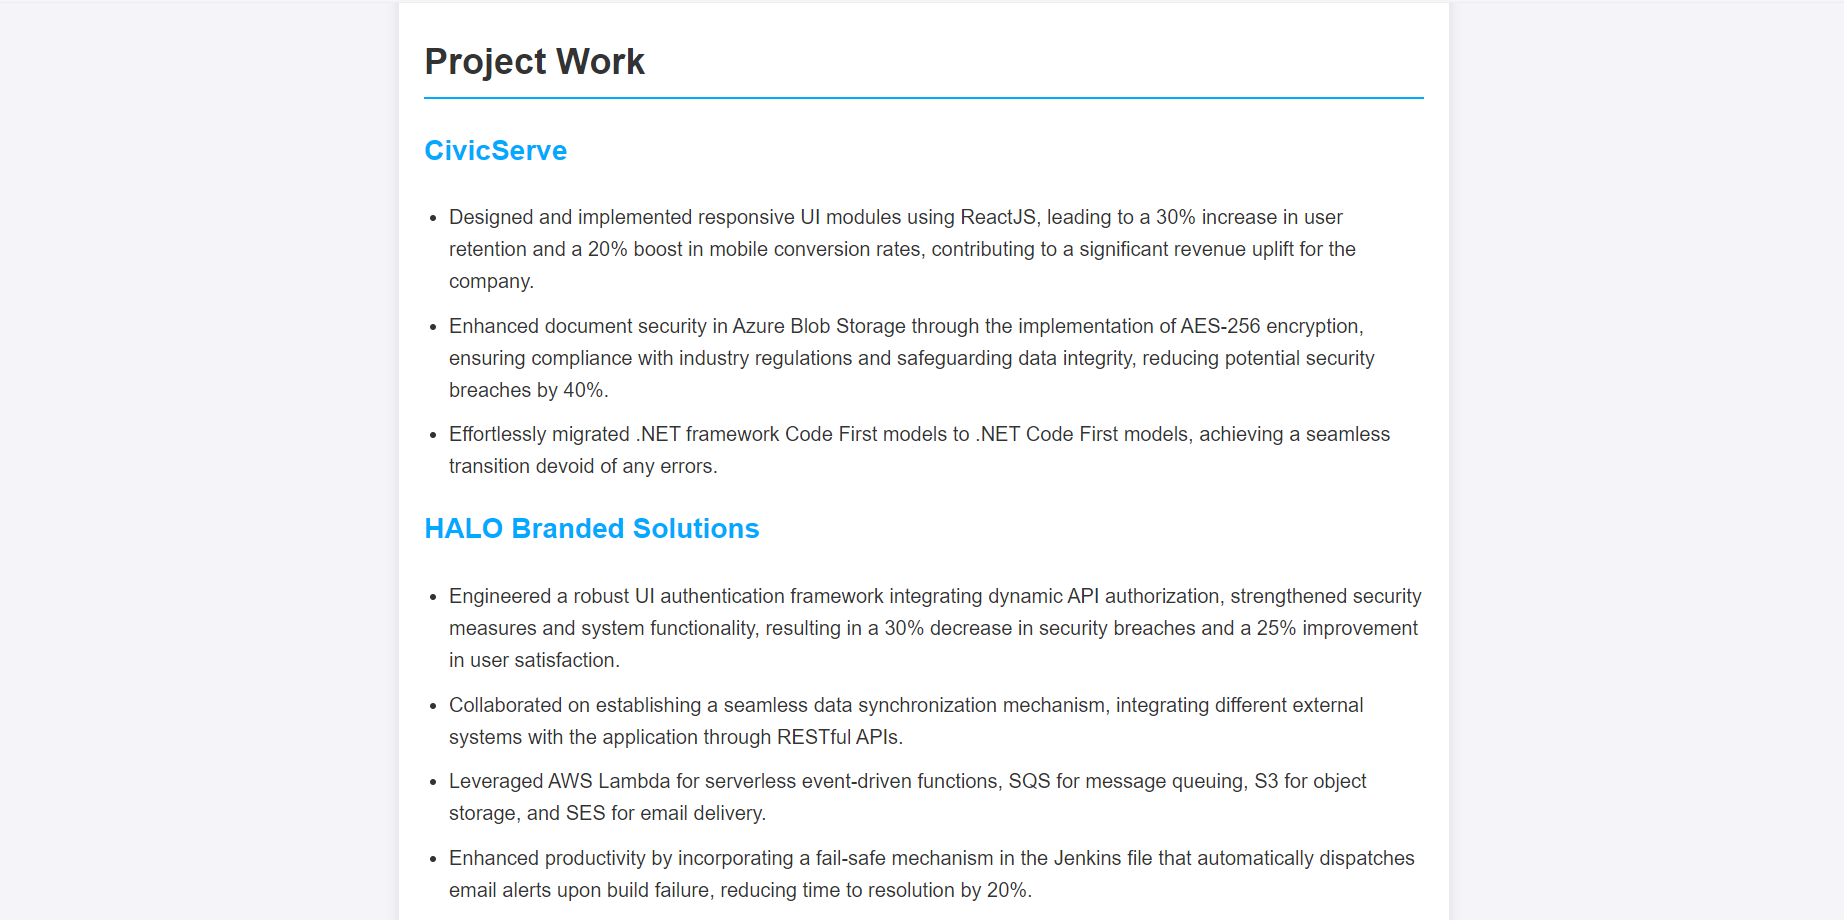 Project Work
CivicServe
• Designed and implemented responsive UI modules using ReactJS, leading to a 30% increase in user
retention and a 20% boost in mobile conversion rates, contributing to a significant revenue uplift for the
company.
• Enhanced document security in Azure Blob Storage through the implementation of AES-256 encryption,
ensuring compliance with industry regulations and safeguarding data integrity, reducing potential security
breaches by 40%.
• Effortlessly migrated .NET framework Code First models to .NET Code First models, achieving a seamless
transition devoid of any errors.
HALO Branded Solutions
• Engineered a robust UI authentication framework integrating dynamic API authorization, strengthened security
measures and system functionality, resulting in a 30% decrease in security breaches and a 25% improvement
in user satisfaction.
• Collaborated on establishing a seamless data synchronization mechanism, integrating different external
systems with the application through RESTful APIs.
• Leveraged AWS Lambda for serverless event-driven functions, SQS for message queuing, S3 for object
storage, and SES for email delivery.
• Enhanced productivity by incorporating a fail-safe mechanism in the Jenkins file that automatically dispatches
email alerts upon build failure, reducing time to resolution by 20%.